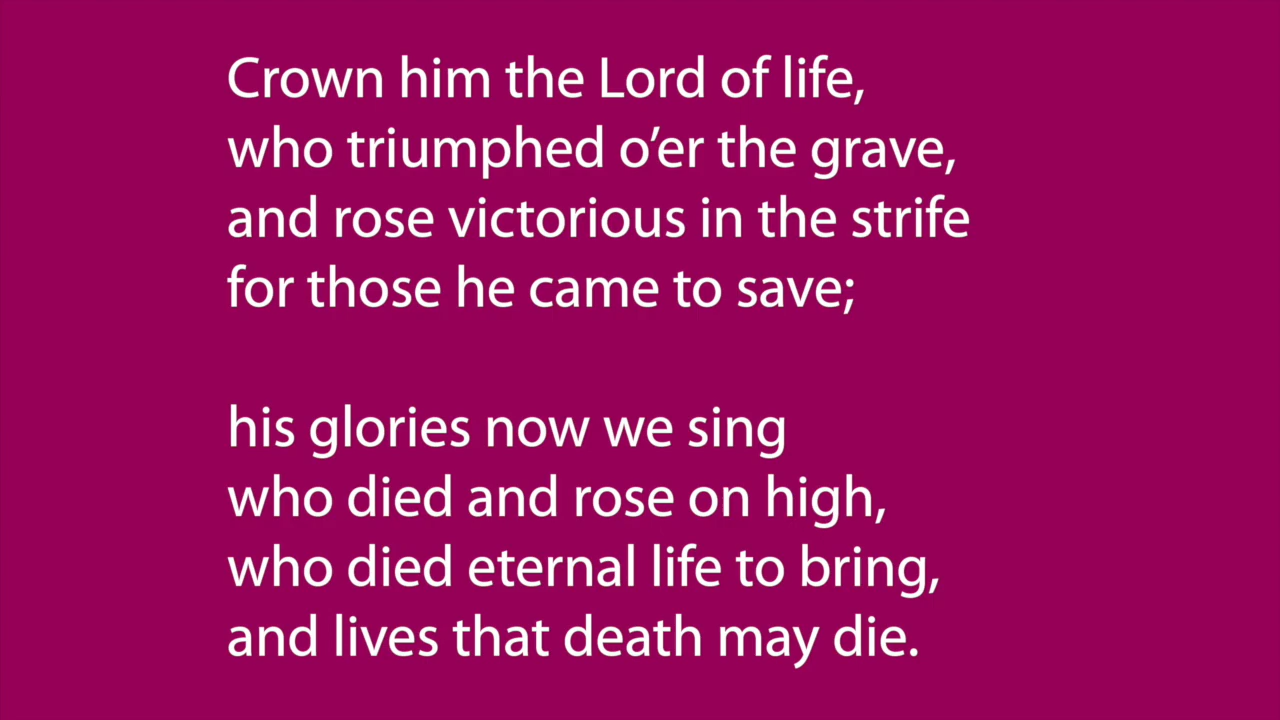 Crown him the Lord of life,
who triumphed o’er the grave,
and rose victorious in the strife
for those he came to save;
his glories now we sing
who died and rose on high,
who died eternal life to bring,
and lives that death may die.